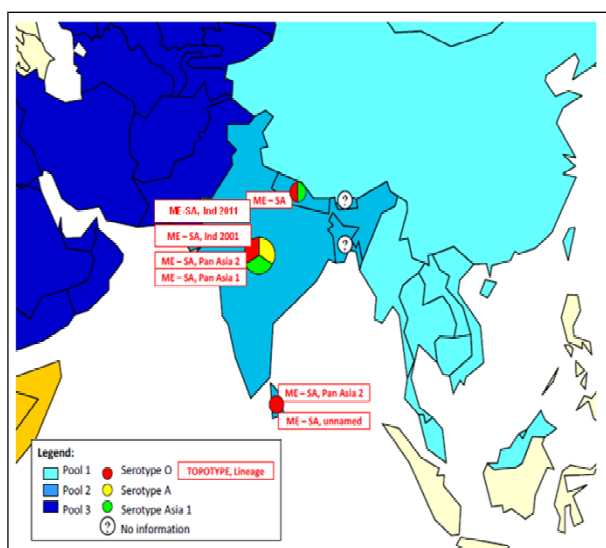 ME – SA
?
ME-SA, Ind 2011
ME – SA, Ind 2001
?
ME – SA, Pan Asia 2
ME – SA, Pan Asia 1
ME – SA, Pan Asia 2
ME – SA, unnamed
Legend:
Pool 1
Serotype O
TOPOTYPE, Lineage
Pool 2
Serotype A
Pool 3
Serotype Asia 1
? No information